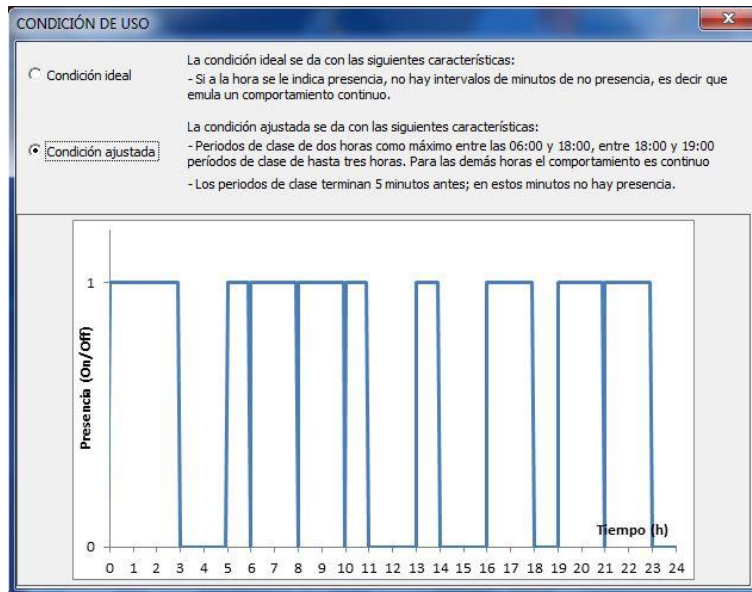 CONDICIÓN DE USO
Condición ideal
La condición ideal se da con las siguientes características:
- Si a la hora se le indica presencia, no hay intervalos de minutos de no presencia, es decir que
emula un comportamiento continuo.
Condición ajustada
La condición ajustada se da con las siguientes características:
- Periodos de clase de dos horas como máximo entre las 06:00 y 18:00, entre 18:00 y 19:00
períodos de clase de hasta tres horas. Para las demás horas el comportamiento es continuo
- Los periodos de clase terminan 5 minutos antes; en estos minutos no hay presencia.
1
Presencia (On/Off)
0
Tiempo (h)
0 1 2 3 4 5 6 7 8 9 10 11 12 13 14 15 16 17 18 19 20 21 22 23 24